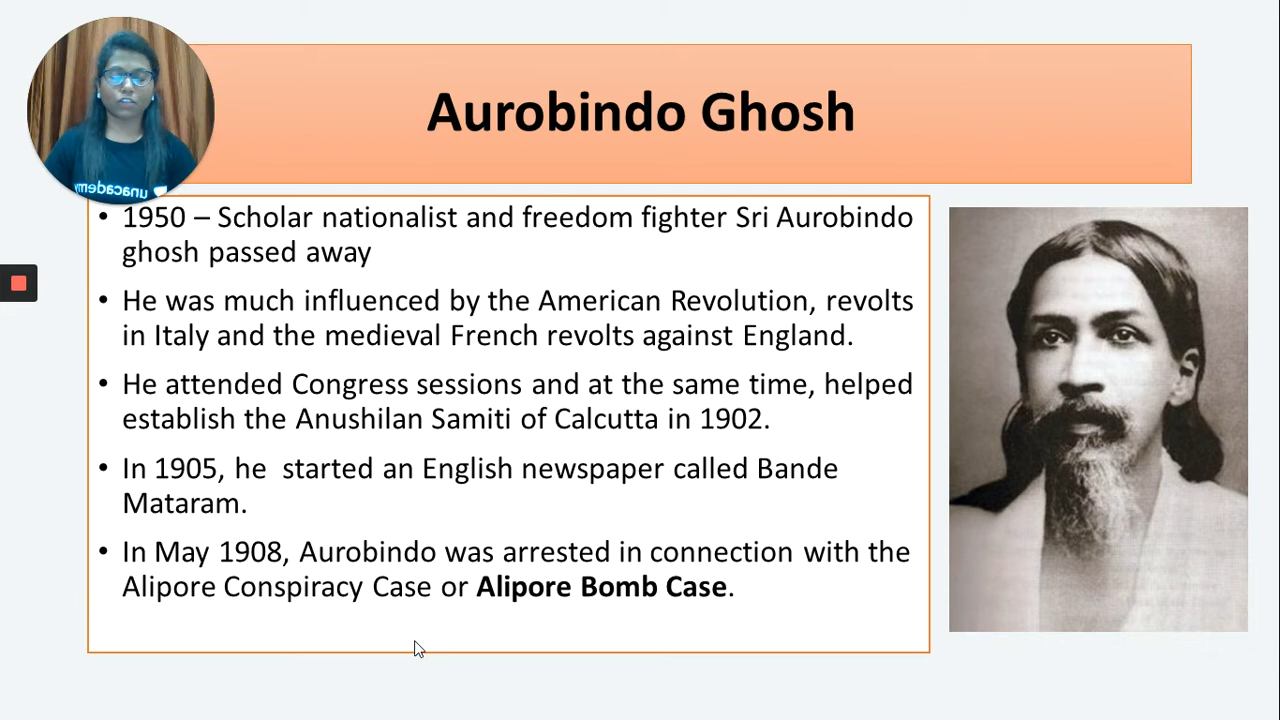 Aurobindo Ghosh
unacademy
• 1950 – Scholar nationalist and freedom fighter Sri Aurobindo
ghosh passed away
• He was much influenced by the American Revolution, revolts
in Italy and the medieval French revolts against England.
• He attended Congress sessions and at the same time, helped
establish the Anushilan Samiti of Calcutta in 1902.
• In 1905, he  started an English newspaper called Bande
Mataram.
• In May 1908, Aurobindo was arrested in connection with the
Alipore Conspiracy Case or Alipore Bomb Case.